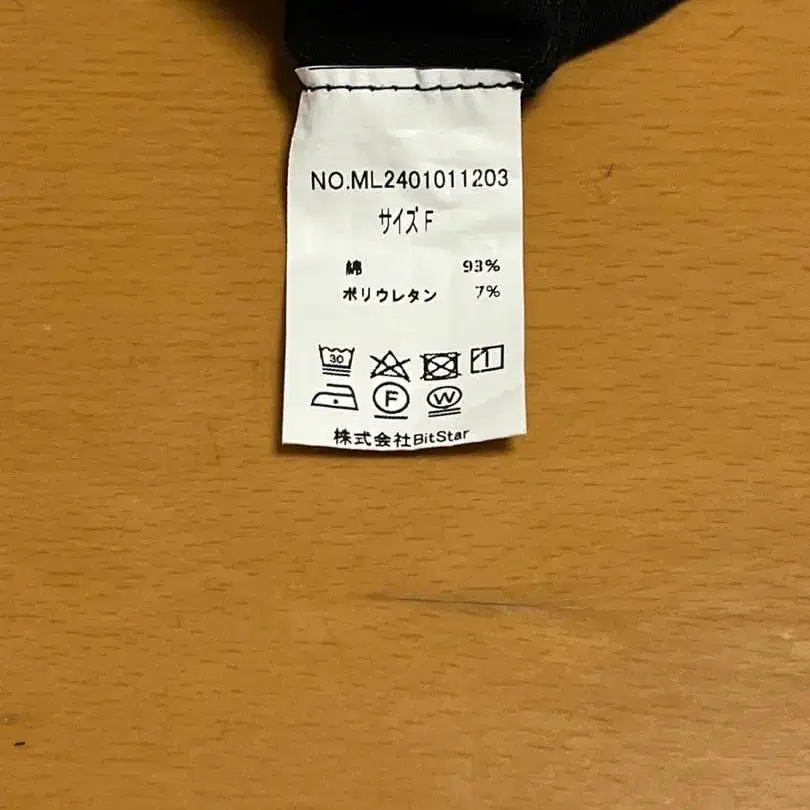 NO.ML2401011203
サイズ F
綿 93%
ポリウレタン 7%
30
F W
株式会社BitStar